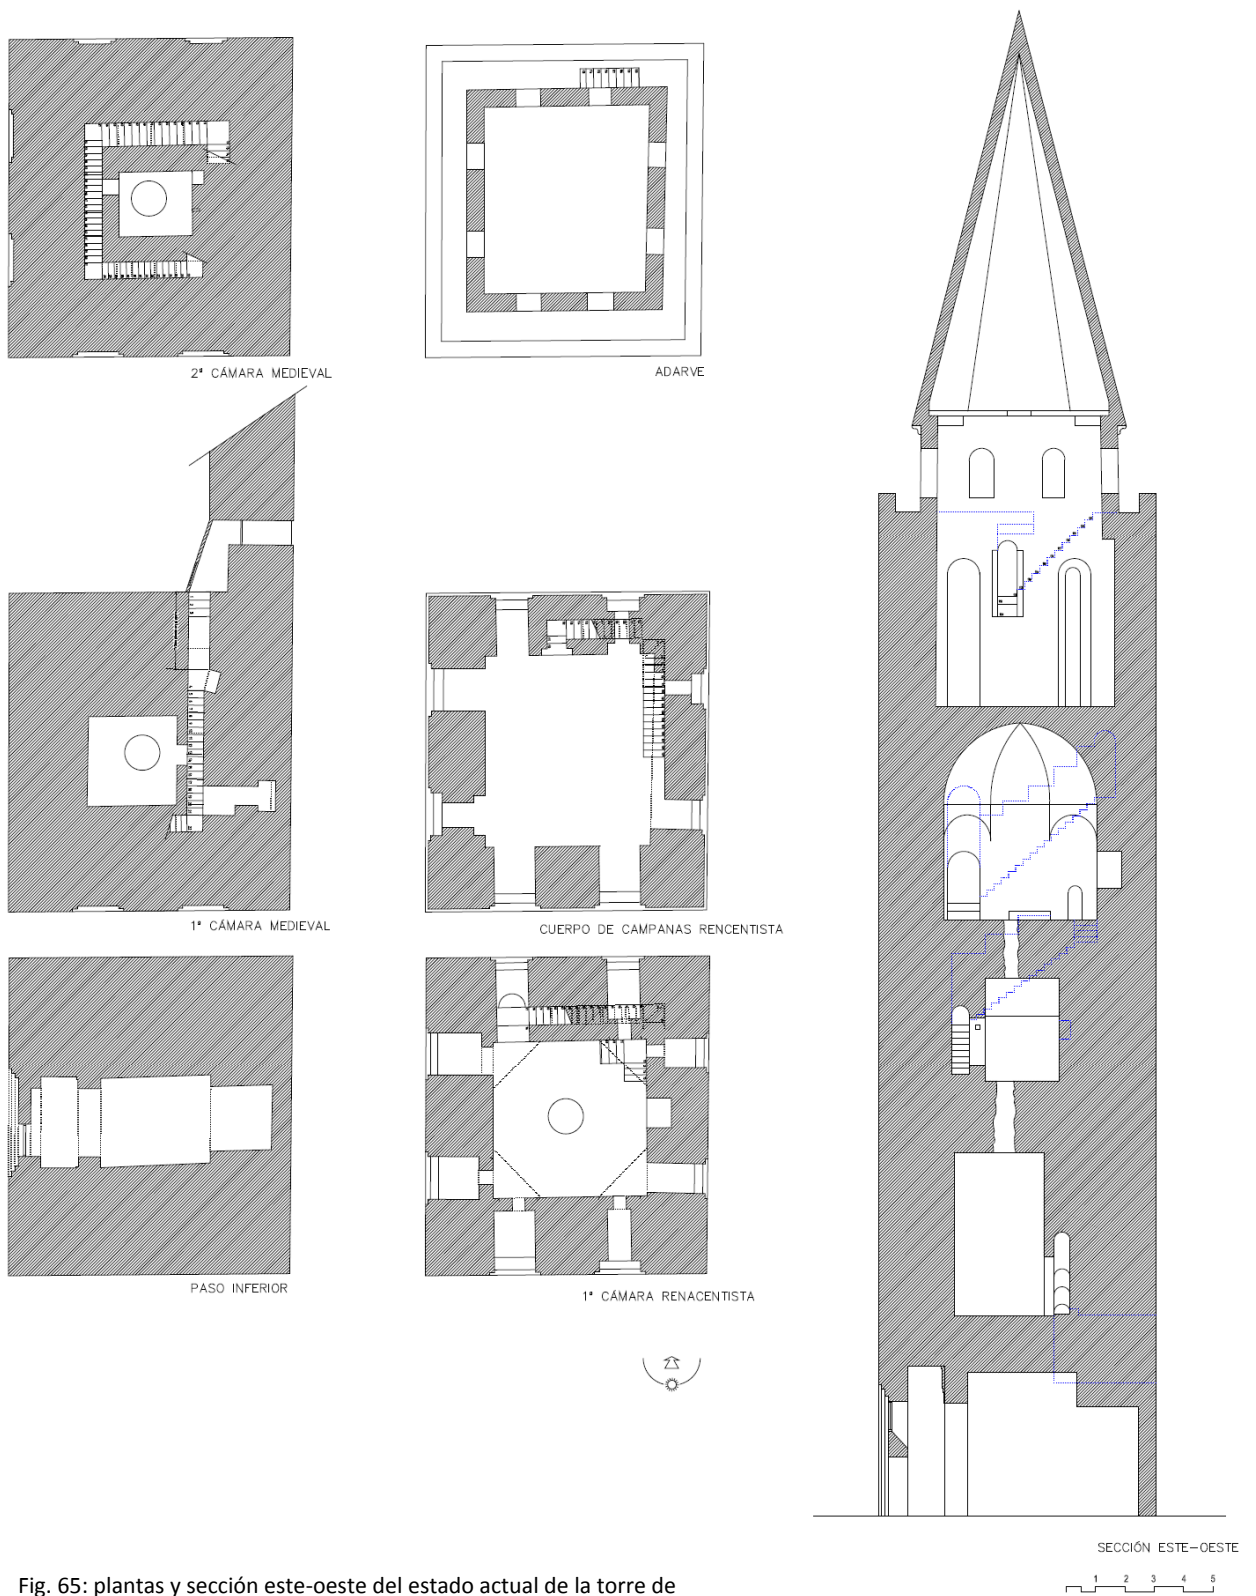 2ª CÁMARA MEDIEVAL
ADARVE
1ª CÁMARA MEDIEVAL
CUERPO DE CAMPANAS RENCENTISTA
PASO INFERIOR
1ª CÁMARA RENACENTISTA
SECCIÓN ESTE-OESTE
1 2 3 4 5
Fig. 65: plantas y sección este-oeste del estado actual de la torre de